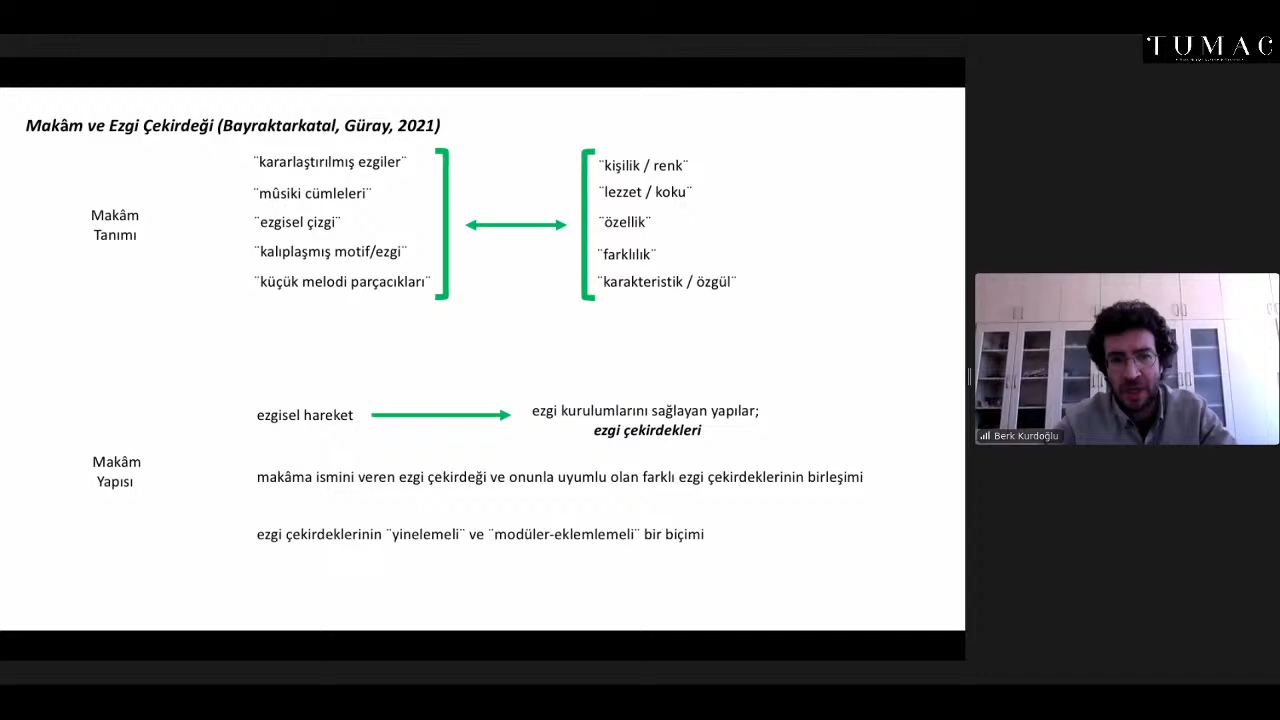 TUMAC
Makâm ve Ezgi Çekirdeği (Bayraktarkatal, Güray, 2021)
Makâm
Tanımı
¨kararlaştırılmış ezgiler¨
¨mûsiki cümleleri¨
¨ezgisel çizgi¨
¨kalıplaşmış motif/ezgi¨
¨küçük melodi parçacıkları¨
¨kişilik / renk¨
¨lezzet / koku¨
¨özellik¨
¨farklılık¨
¨karakteristik / özgül¨
Makâm
Yapısı
ezgisel hareket
ezgi kurulumlarını sağlayan yapılar;
ezgi çekirdekleri
makâma ismini veren ezgi çekirdeği ve onunla uyumlu olan farklı ezgi çekirdeklerinin birleşimi
ezgi çekirdeklerinin ¨yinelemeli¨ ve ¨modüler-eklemlemeli¨ bir biçimi
Berk Kurdoğlu